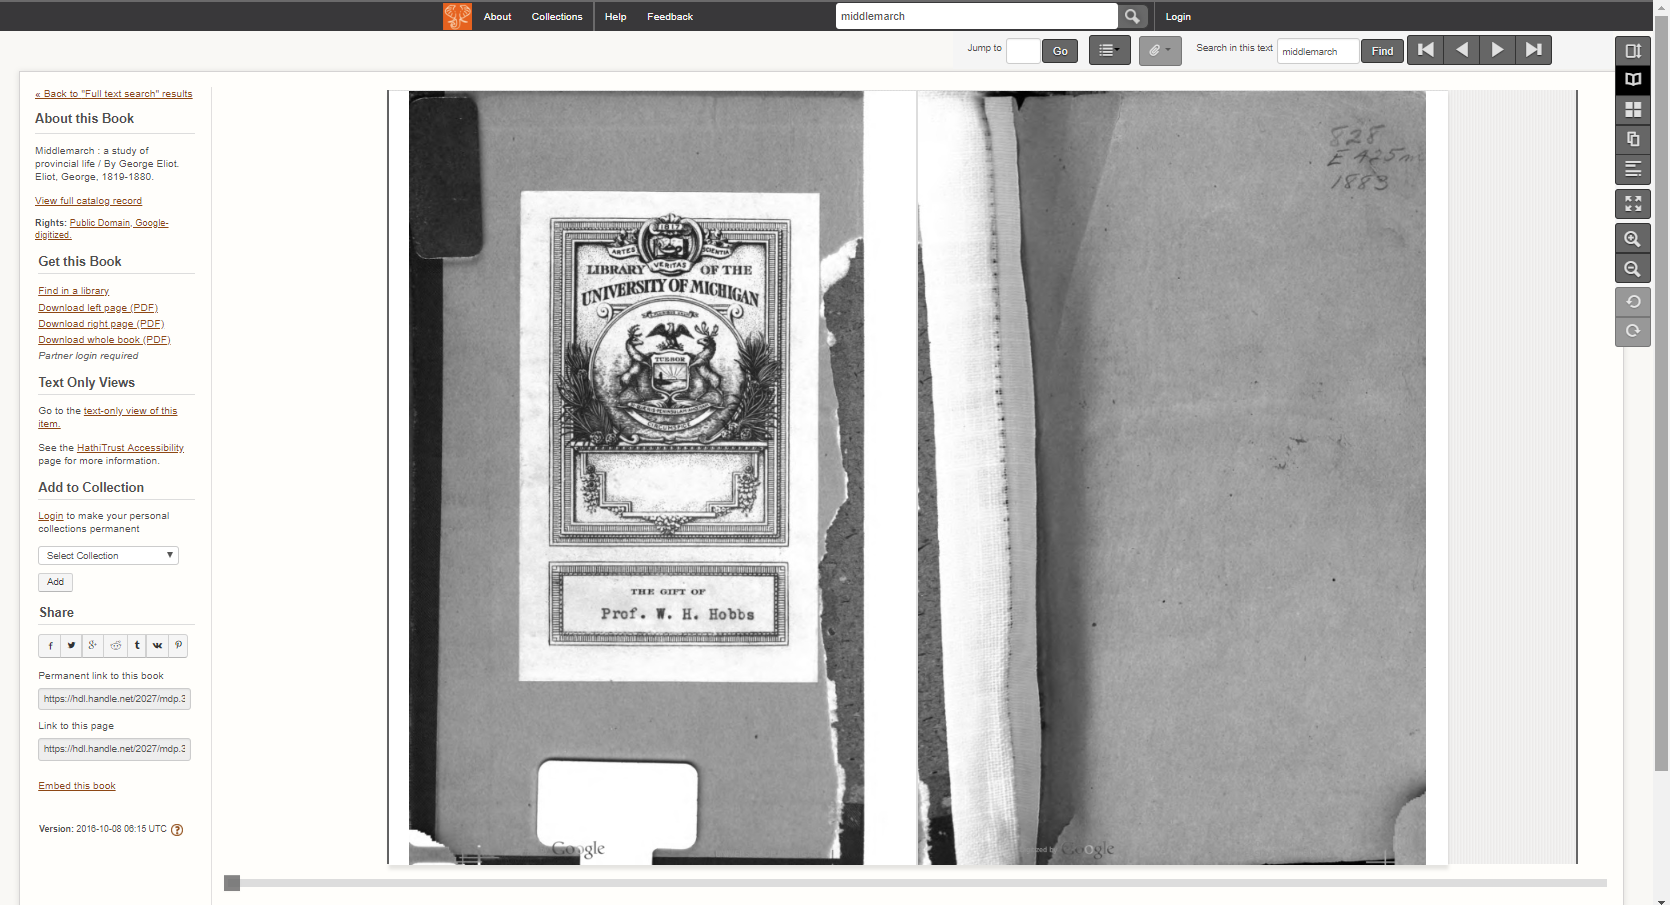 About
Collections
Help
Feedback
middlemarch
Login
Jump to
Go
Search in this text
middlemarch
Find
« Back to "Full text search" results
About this Book
Middlemarch : a study of
provincial life / By George Eliot.
Eliot, George, 1819-1880.
View full catalog record
Rights: Public Domain, Google-
digitized.
Get this Book
Find in a library
Download left page (PDF)
Download right page (PDF)
Download whole book (PDF)
Partner login required
Text Only Views
Go to the text-only view of this
item.
See the HathiTrust Accessibility
page for more information.
Add to Collection
Login to make your personal
collections permanent
Select Collection
Add
Share
Permanent link to this book
https://hdl.handle.net/2027/mdp.3
Link to this page
https://hdl.handle.net/2027/mdp.3
Embed this book
Version: 2016-10-08 06:15 UTC
1817
ARTES SCIENTIA
VERITAS
LIBRARY OF THE
UNIVERSITY OF MICHIGAN
TUEBOR
CIRCUMSPICE
THE GIFT OF
Prof. W. H. Hobbs
Google
828
E425m
1883
Google